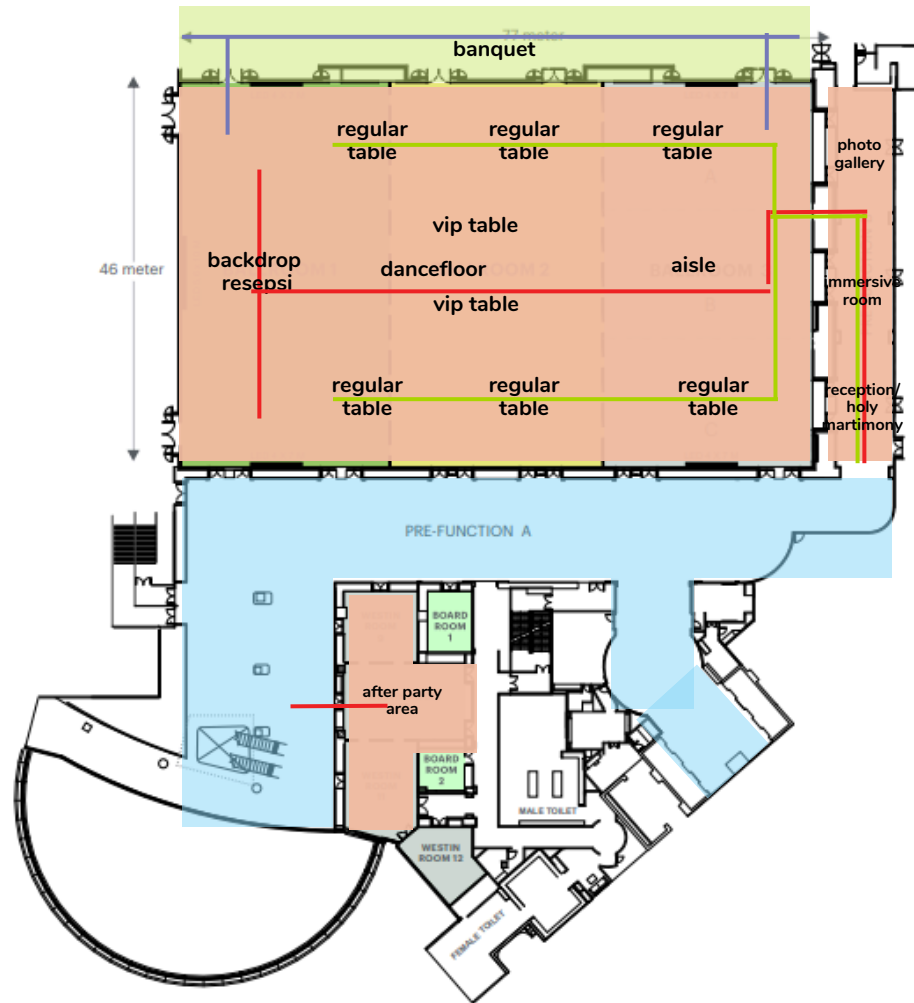 77 meter
banquet
regular
table
regular
table
regular
table
photo
gallery
vip table
46 meter
backdrop
resepsi
dancefloor
aisle
vip table
immersive
room
regular
table
regular
table
regular
table
reception/
holy
martimony
PRE-FUNCTION A
BOARD
ROOM
1
after party
area
BOARD
ROOM
2
MALE TOILET
WESTIN
ROOM 12
FEMALE TOILET